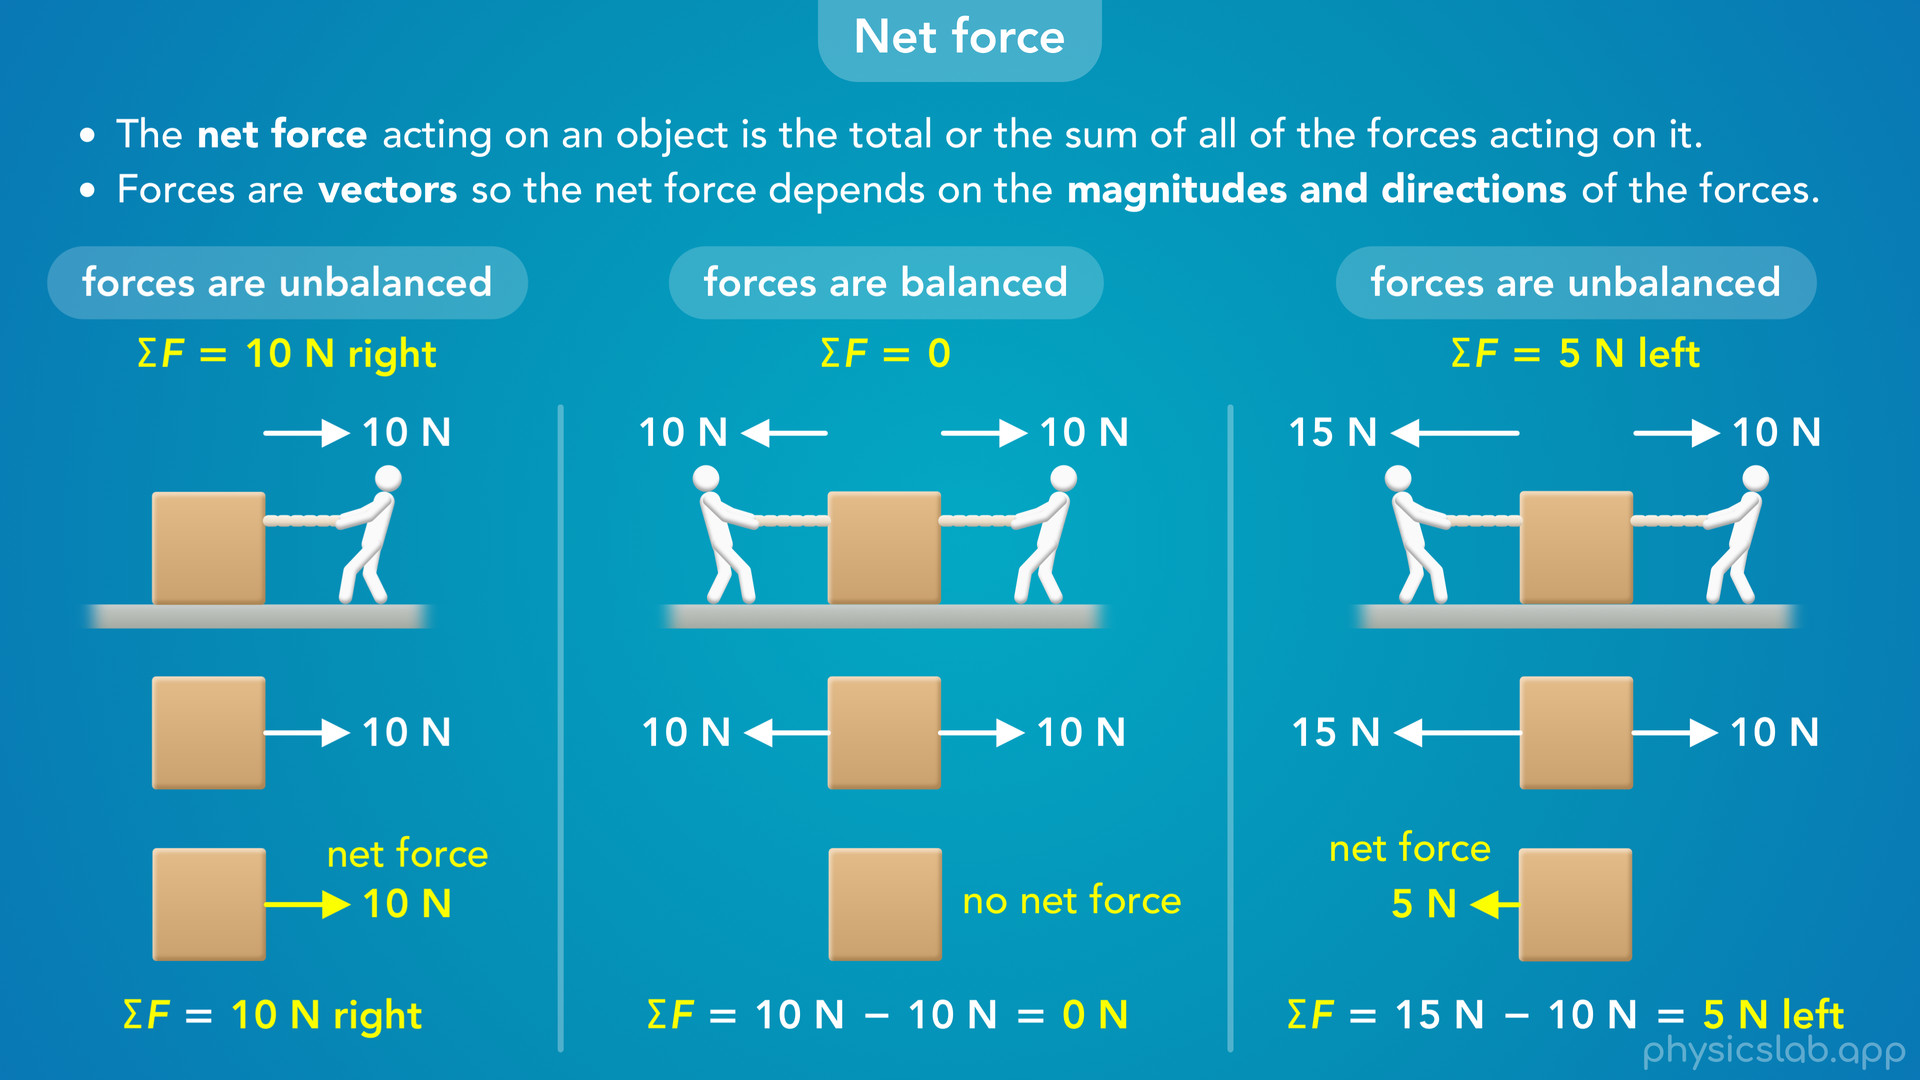 Net force
• The net force acting on an object is the total or the sum of all of the forces acting on it.
• Forces are vectors so the net force depends on the magnitudes and directions of the forces.
forces are unbalanced
ΣF = 10 N right
10 N
10 N
net force
10 N
ΣF = 10 N right
forces are balanced
ΣF = 0
10 N
10 N
10 N
10 N
no net force
ΣF = 10 N − 10 N = 0 N
forces are unbalanced
ΣF = 5 N left
15 N
10 N
15 N
10 N
net force
5 N
ΣF = 15 N − 10 N = 5 N left
physicslab.app